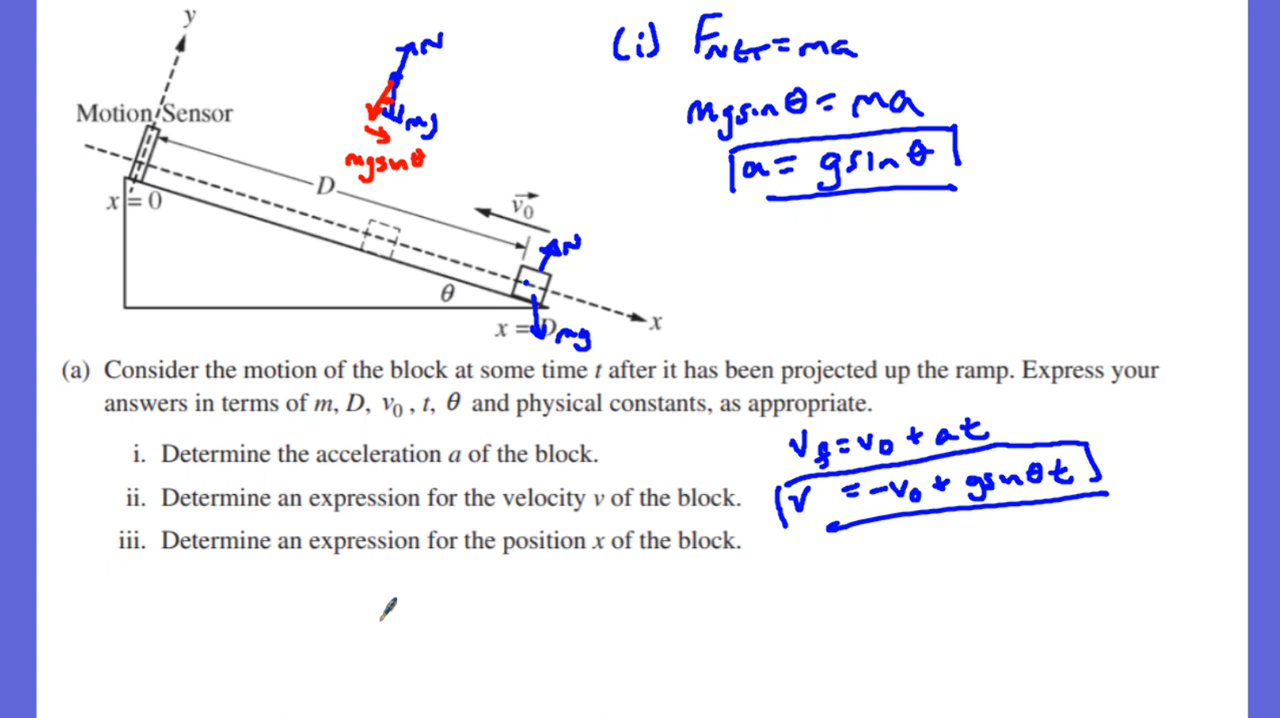 y
N
(i) F_NET = ma
Motion Sensor
mg
mgsinθ = ma
mgsinθ
a = gsinθ
D
x = 0
v₀
N
θ
x = D
x
mg
(a) Consider the motion of the block at some time t after it has been projected up the ramp. Express your
answers in terms of m, D, v₀, t, θ and physical constants, as appropriate.
v_f = v₀ + at
i. Determine the acceleration a of the block.
v = -v₀ + gsinθt
ii. Determine an expression for the velocity v of the block.
iii. Determine an expression for the position x of the block.